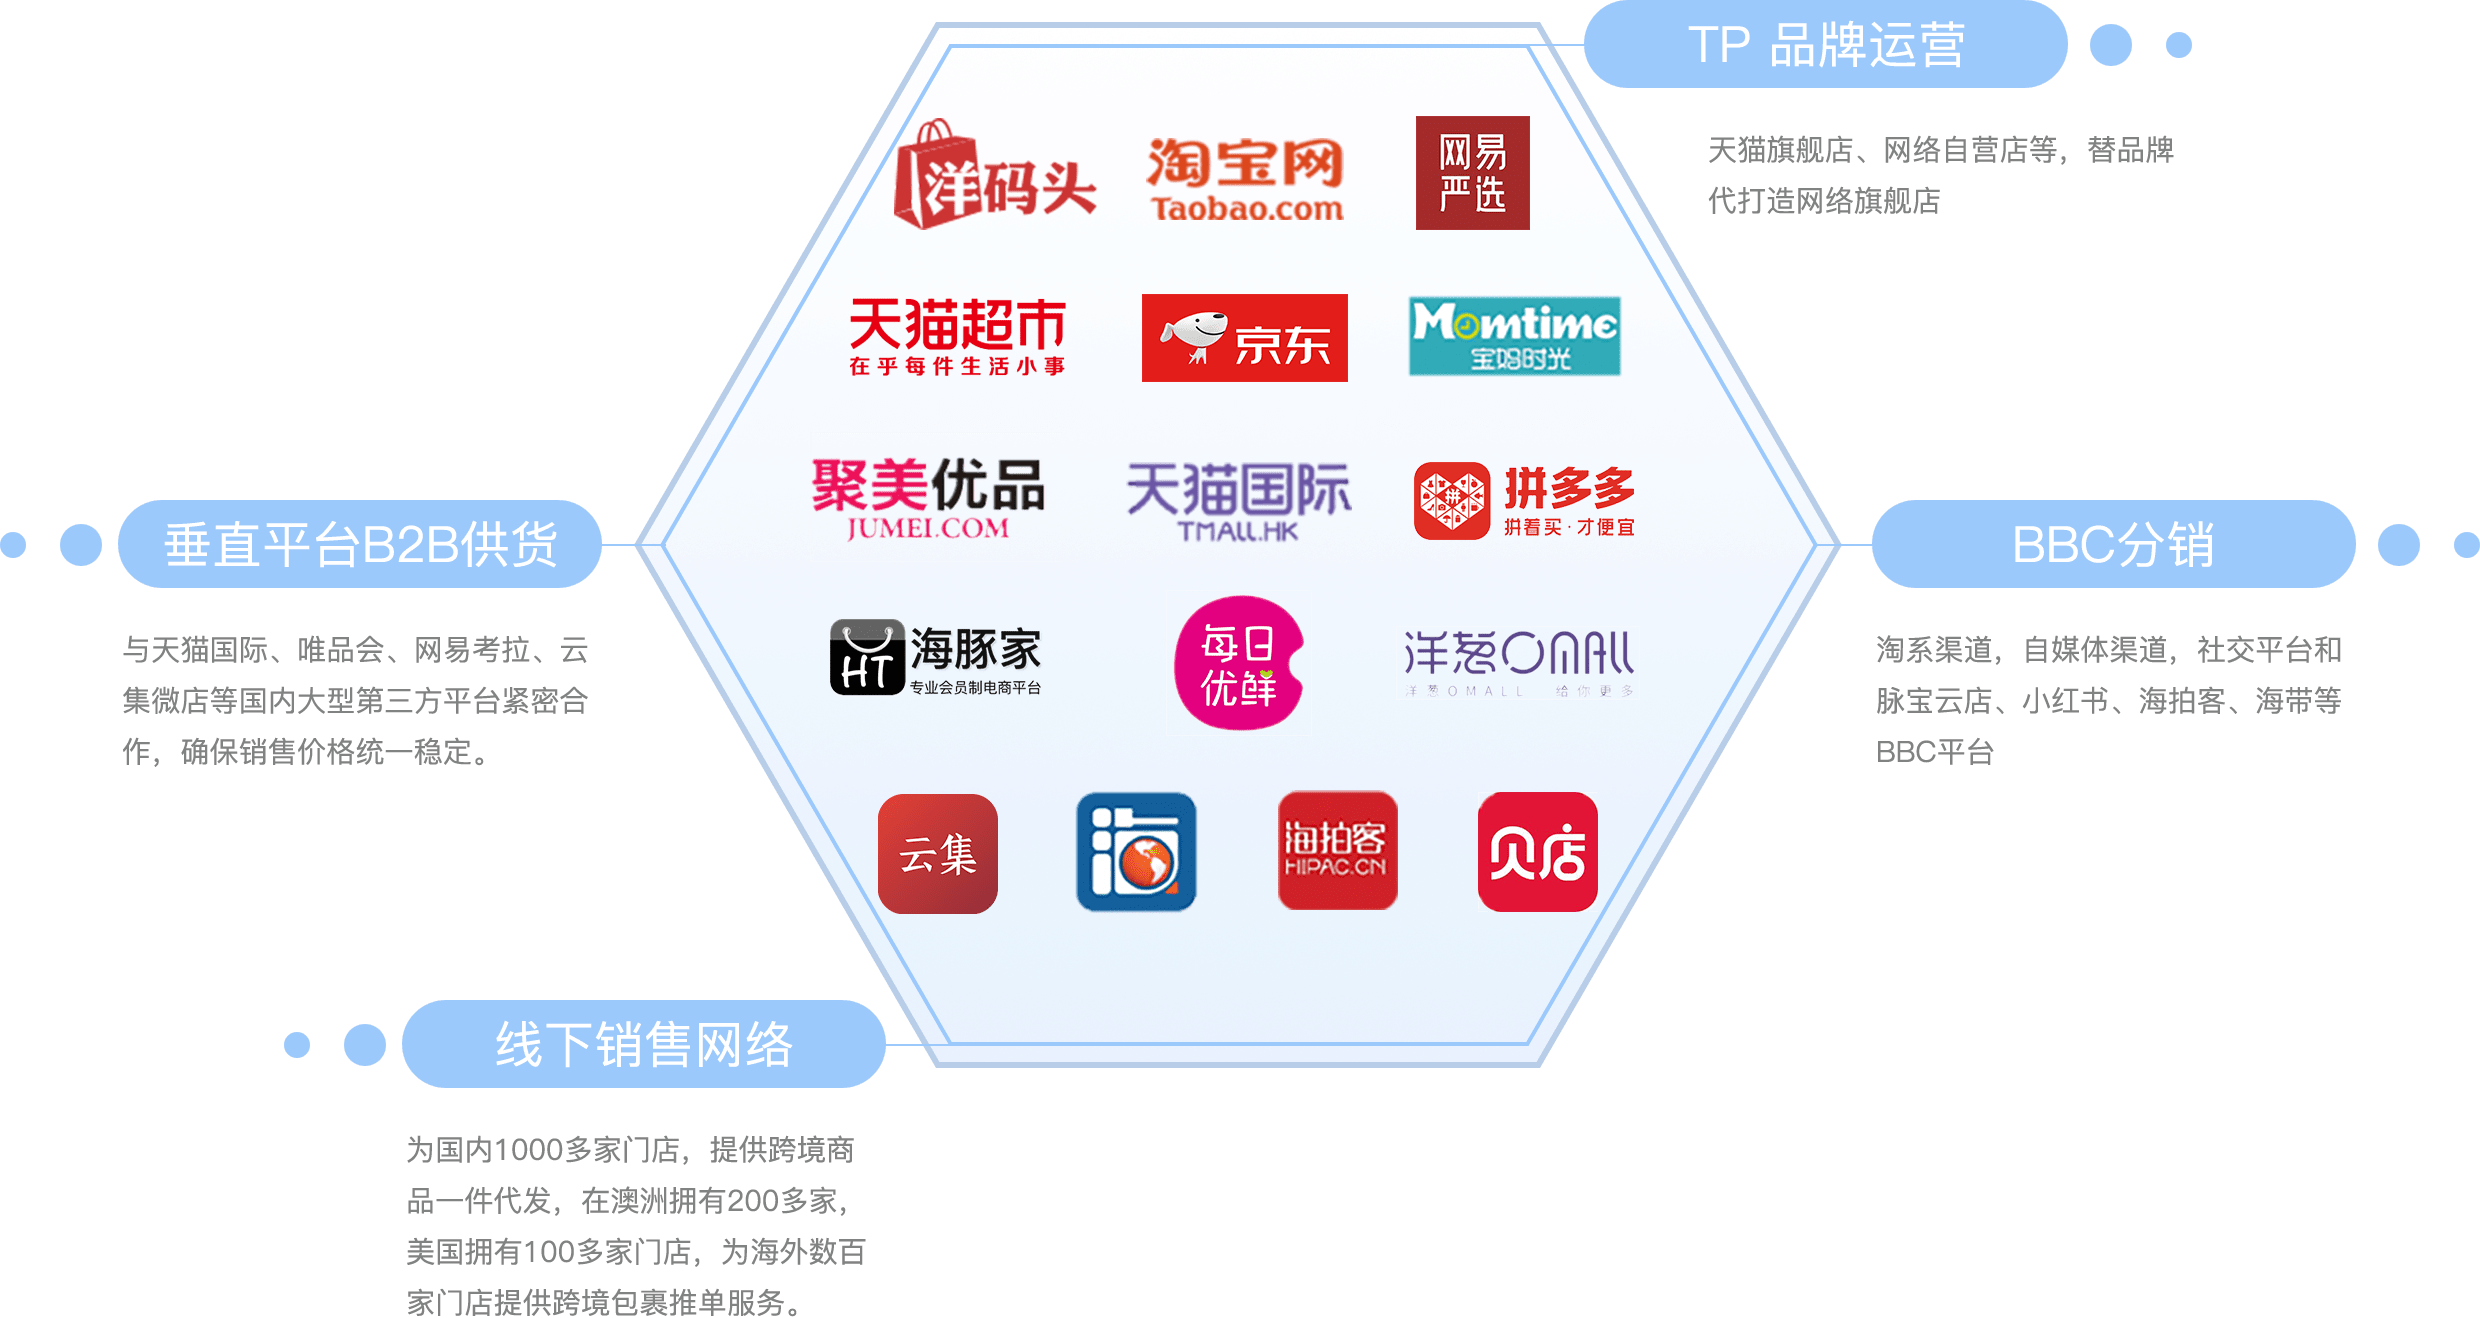 TP 品牌运营
天猫旗舰店、网络自营店等，替品牌
代打造网络旗舰店
洋码头
淘宝网
Taobao.com
网易
严选
天猫超市
在乎每件生活小事
京东
Momtime
宝妈时光
聚美优品
JUMEI.COM
天猫国际
TMALL.HK
拼多多
拼着买·才便宜
垂直平台B2B供货
与天猫国际、唯品会、网易考拉、云
集微店等国内大型第三方平台紧密合
作，确保销售价格统一稳定。
BBC分销
淘系渠道，自媒体渠道，社交平台和
脉宝云店、小红书、海拍客、海带等
BBC平台
HT
海豚家
专业会员制电商平台
每日
优鲜
洋葱OMALL
洋葱OMALL 给你更多
云集
海拍客
HIPAC.CN
贝店
线下销售网络
为国内1000多家门店，提供跨境商
品一件代发，在澳洲拥有200多家，
美国拥有100多家门店，为海外数百
家门店提供跨境包裹推单服务。